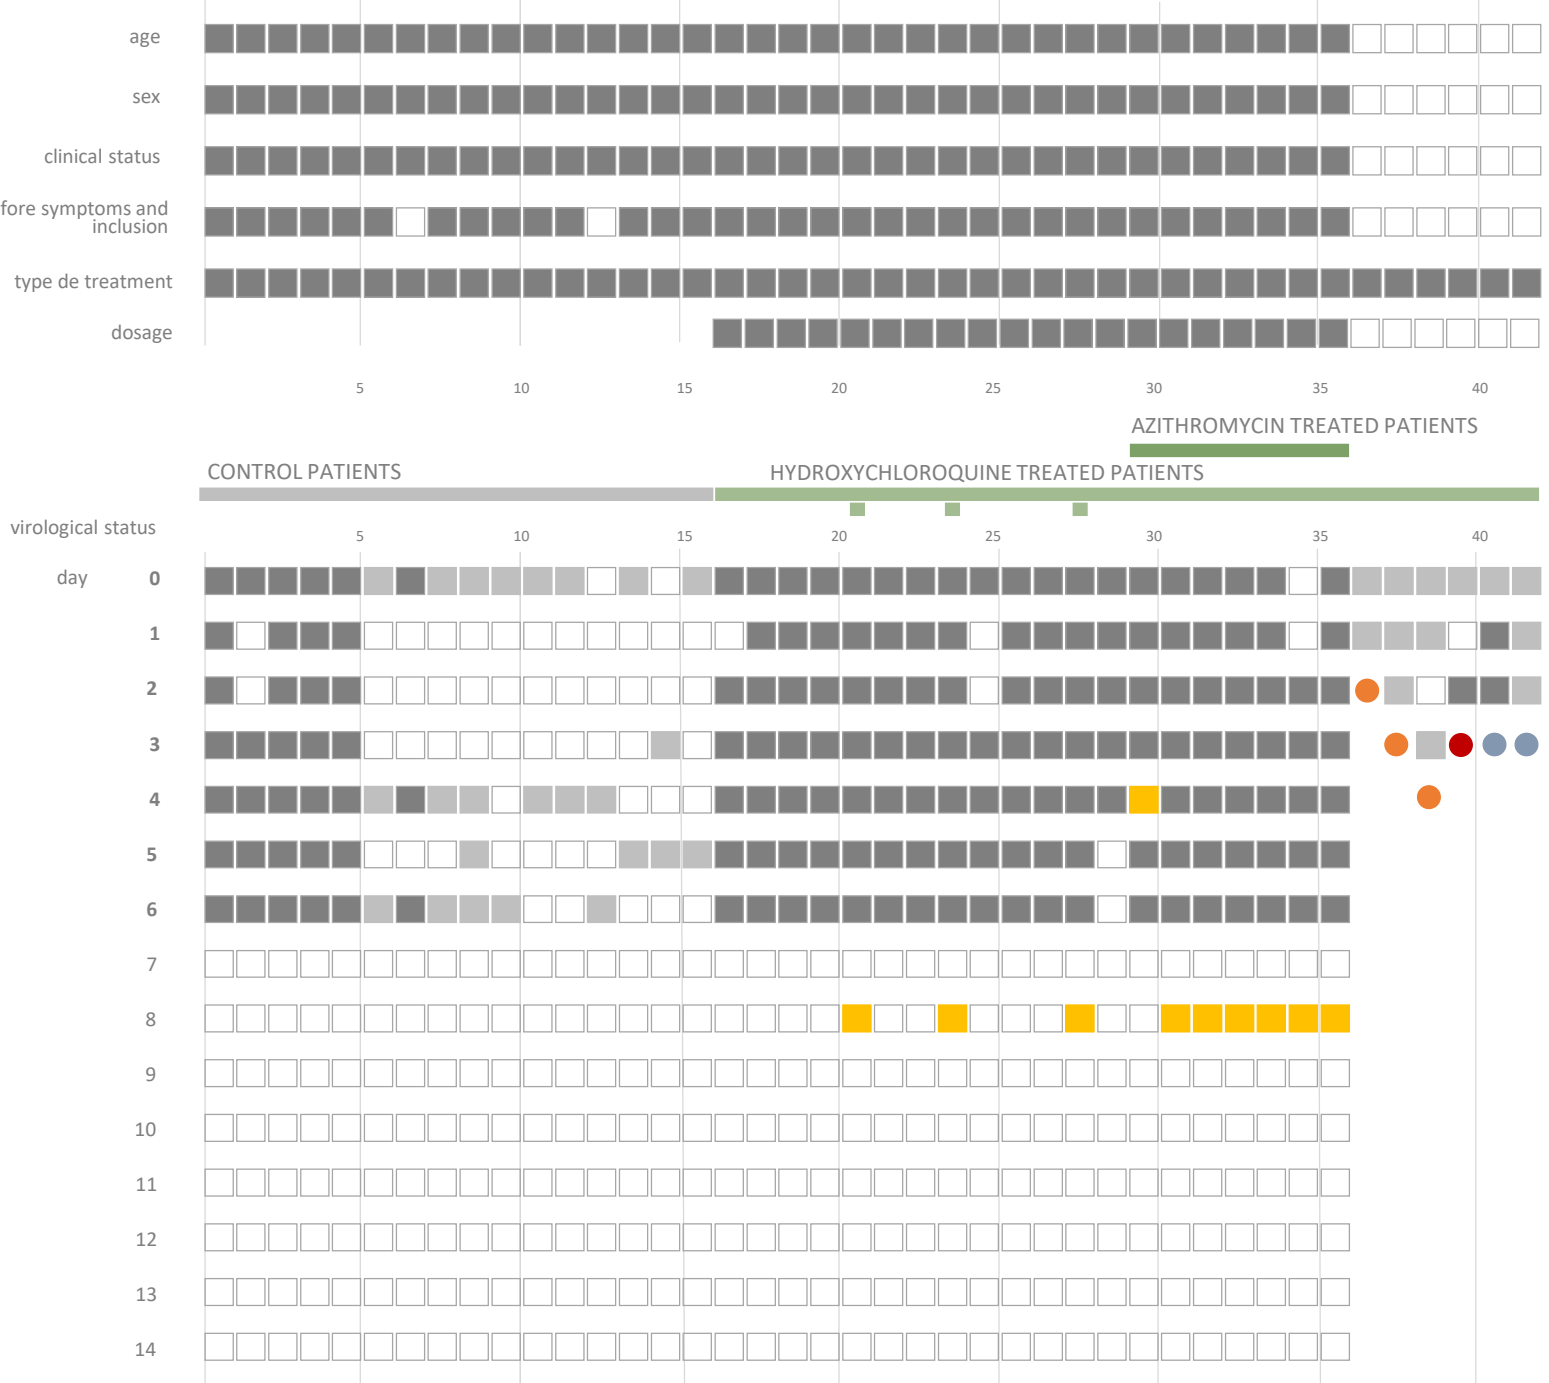 age
sex
clinical status
fore symptoms and
inclusion
type de treatment
dosage
5 10 15 20 25 30 35 40
AZITHROMYCIN TREATED PATIENTS
CONTROL PATIENTS HYDROXYCHLOROQUINE TREATED PATIENTS
virological status 5 10 15 20 25 30 35 40
day 0
1
2
3
4
5
6
7
8
9
10
11
12
13
14